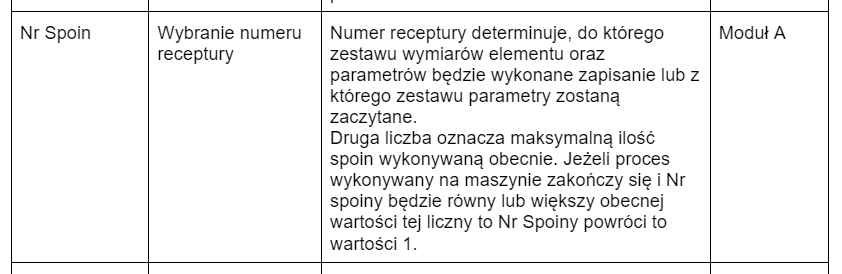 Nr Spoin
Wybranie numeru
receptury
Numer receptury determinuje, do którego
zestawu wymiarów elementu oraz
parametrów będzie wykonane zapisanie lub z
którego zestawu parametry zostaną
zaczytane.
Druga liczba oznacza maksymalną ilość
spoin wykonywaną obecnie. Jeżeli proces
wykonywany na maszynie zakończy się i Nr
spoiny będzie równy lub większy obecnej
wartości tej liczny to Nr Spoiny powróci to
wartości 1.
Moduł A